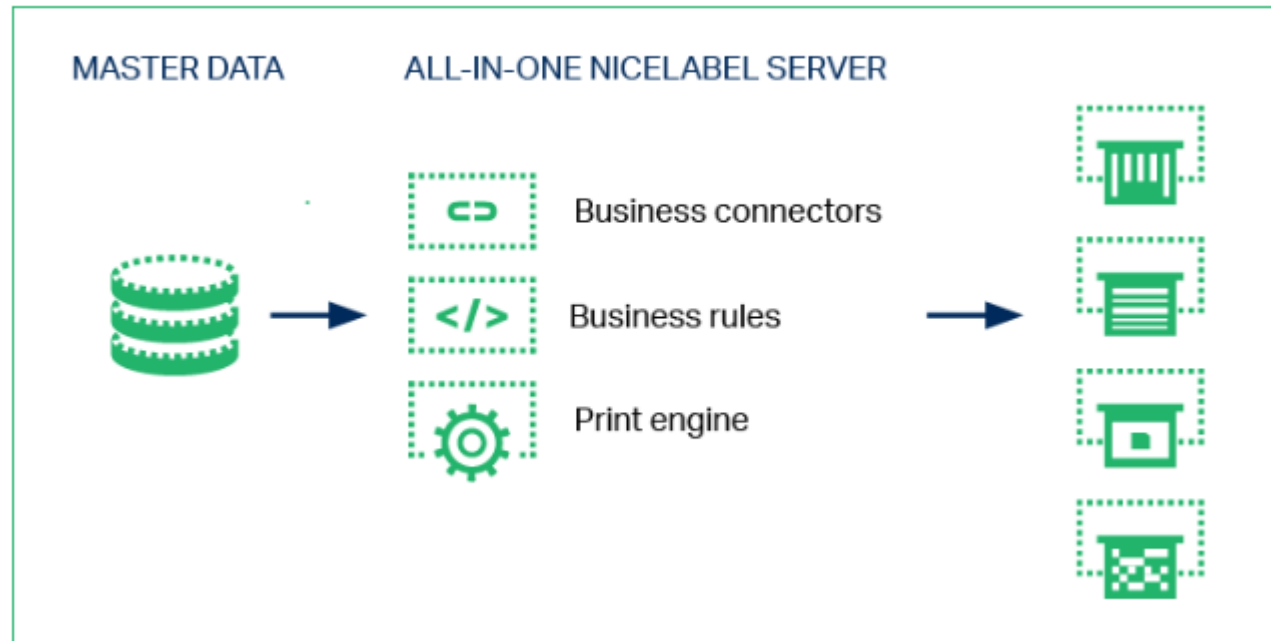 MASTER DATA
ALL-IN-ONE NICELABEL SERVER
Business connectors
</>
Business rules
Print engine